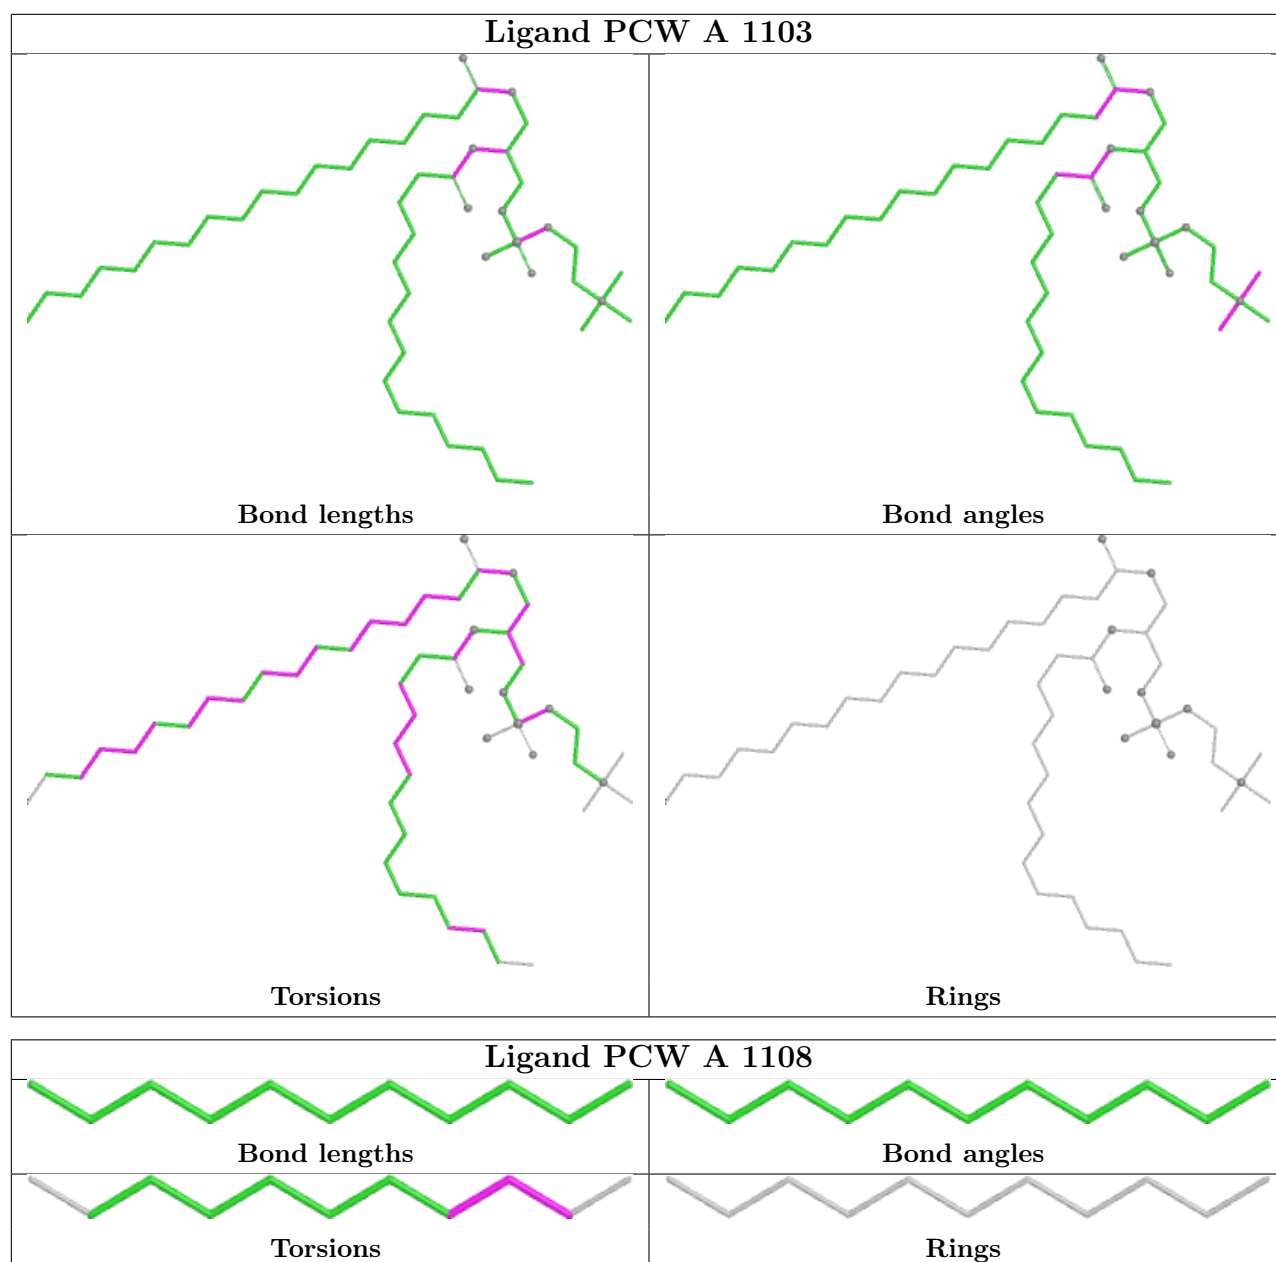 Ligand PCW A 1103
Bond lengths
Bond angles
Torsions
Rings
Ligand PCW A 1108
Bond lengths
Bond angles
Torsions
Rings